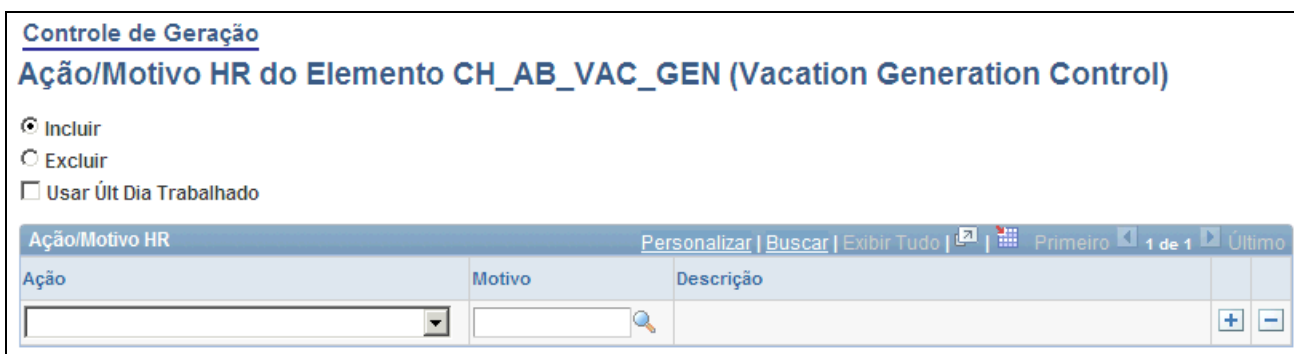 Controle de Geração
Ação/Motivo HR do Elemento CH_AB_VAC_GEN (Vacation Generation Control)
Incluir
Excluir
Usar Últ Dia Trabalhado
Ação/Motivo HR Personalizar | Buscar | Exibir Tudo | | Primeiro 1 de 1 Último
Ação Motivo Descrição